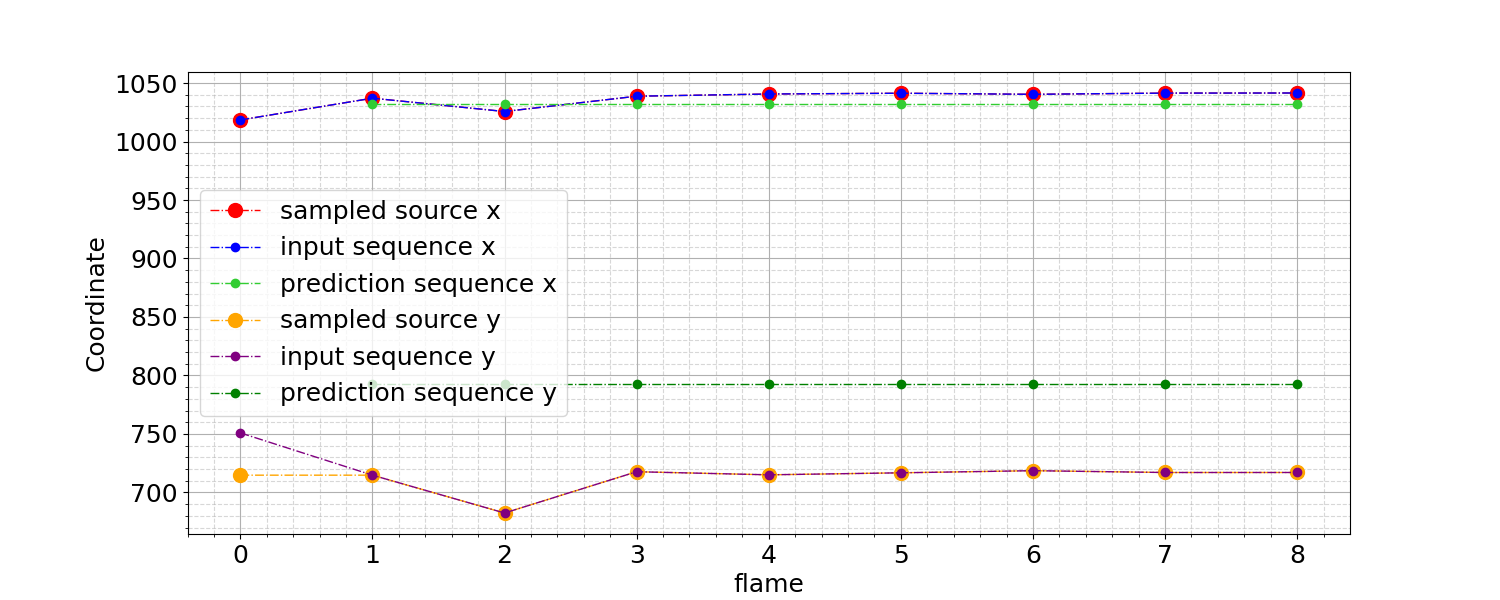 1050
1000
950
900
850
800
750
700
Coordinate
sampled source x
input sequence x
prediction sequence x
sampled source y
input sequence y
prediction sequence y
0 1 2 3 4 5 6 7 8
flame